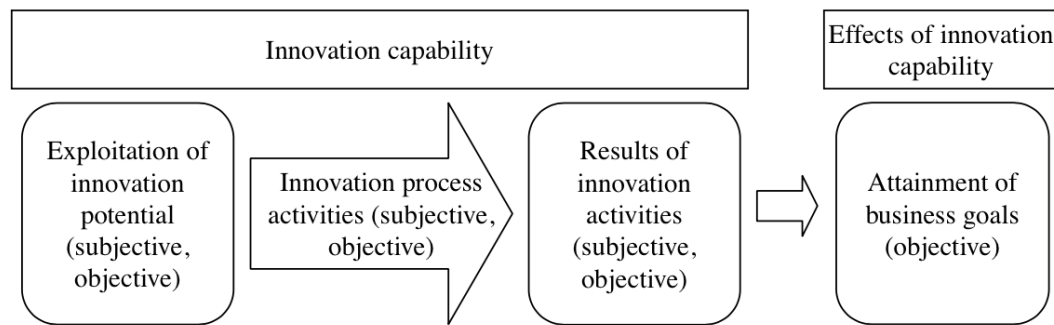 Innovation capability
Effects of innovation
capability
Exploitation of
innovation
potential
(subjective,
objective)
Innovation process
activities (subjective,
objective)
Results of
innovation
activities
(subjective,
objective)
Attainment of
business goals
(objective)